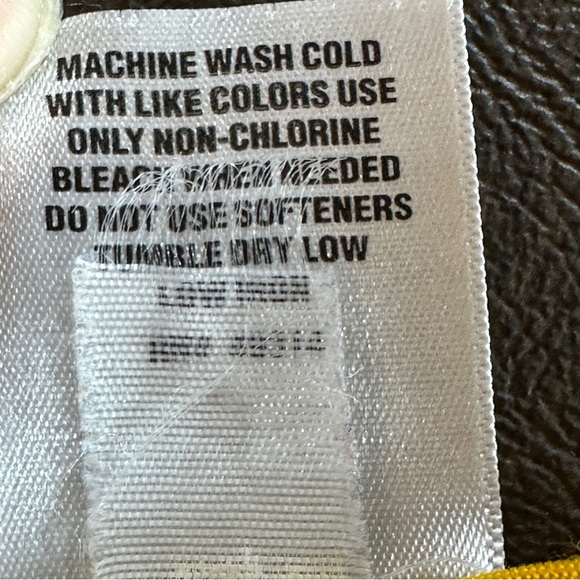 MACHINE WASH COLD
WITH LIKE COLORS USE
ONLY NON-CHLORINE
BLEACH WHEN NEEDED
DO NOT USE SOFTENERS
TUMBLE DRY LOW
LOW IRON